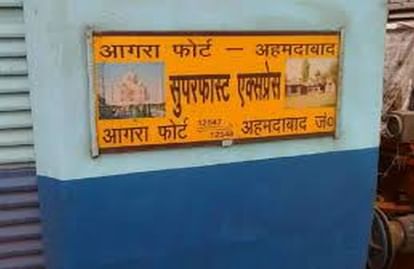 आगरा फोर्ट – अहमदाबाद
सुपरफास्ट एक्सप्रेस
आगरा फोर्ट 12547 अहमदाबाद जं०
12548